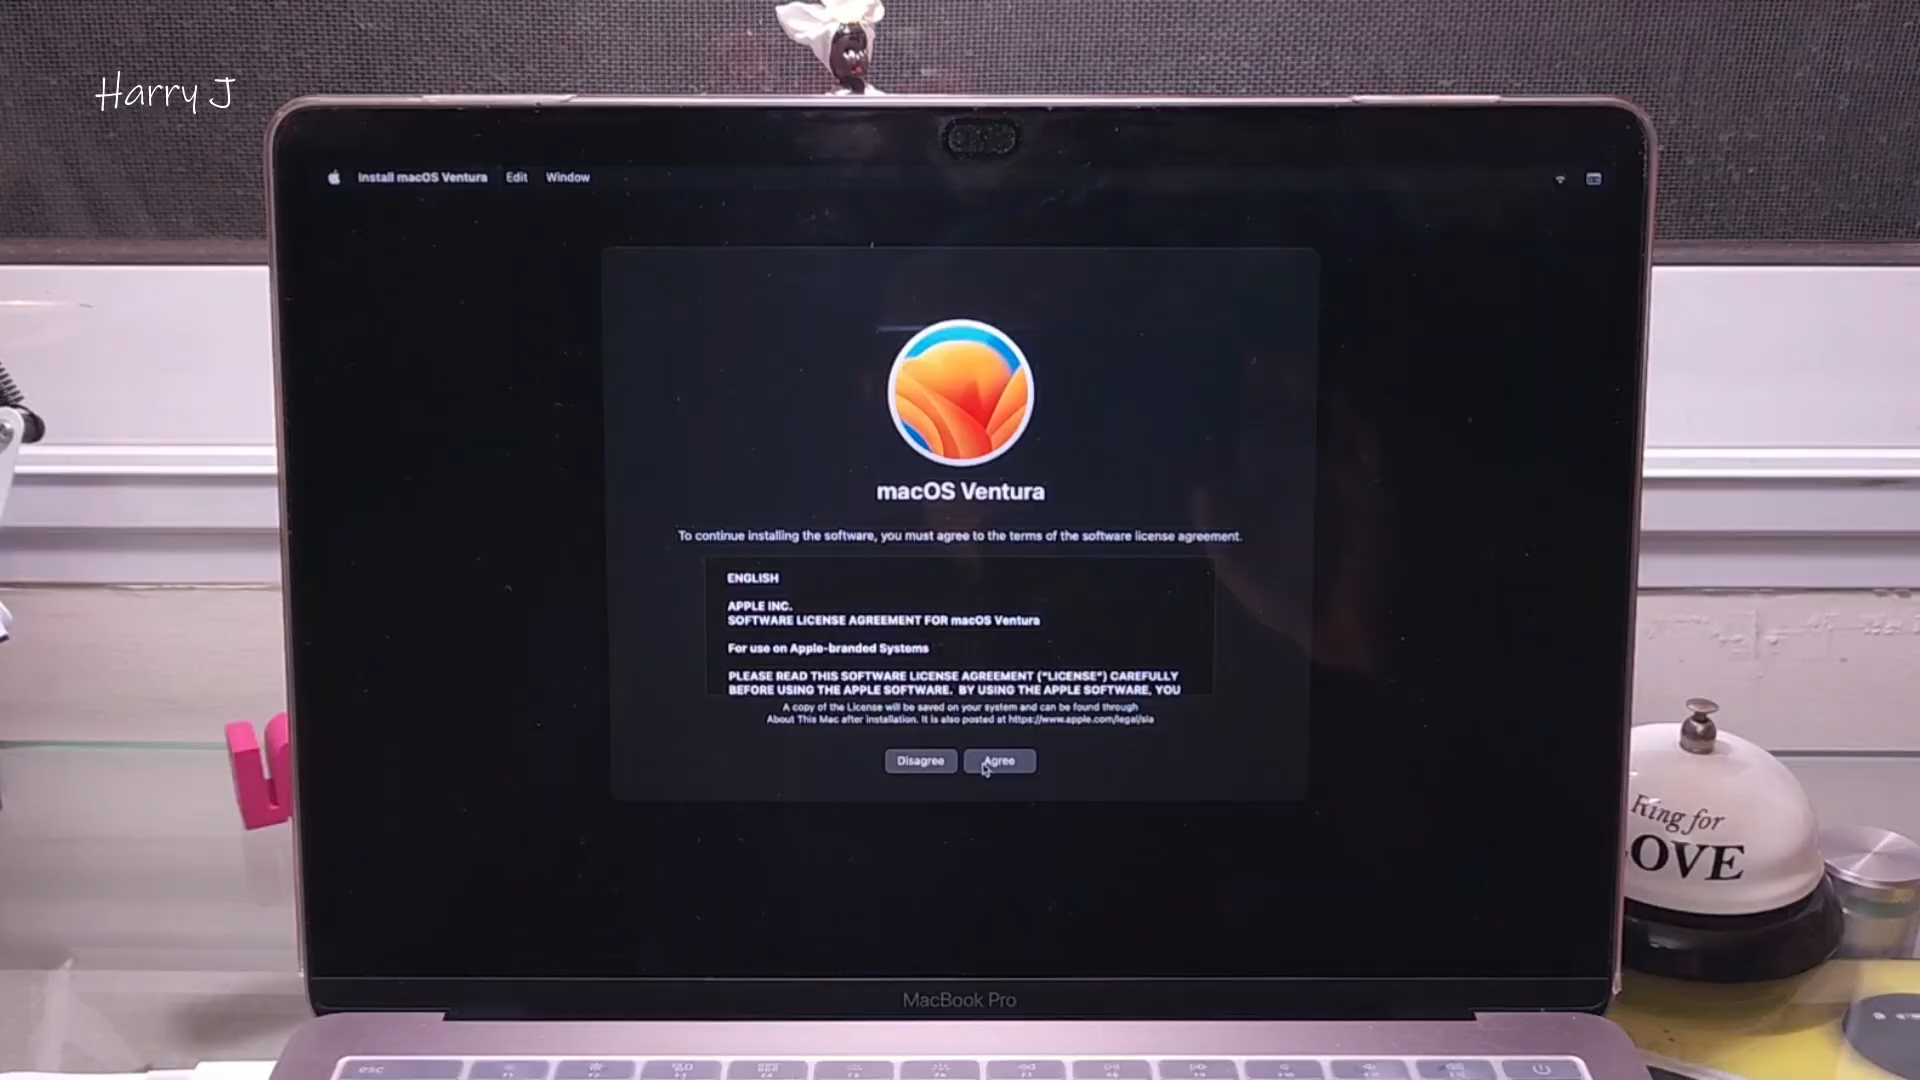 Harry J
Install macOS Ventura Edit Window
macOS Ventura
To continue installing the software, you must agree to the terms of the software license agreement.
ENGLISH
APPLE INC.
SOFTWARE LICENSE AGREEMENT FOR macOS Ventura
For use on Apple-branded Systems
PLEASE READ THIS SOFTWARE LICENSE AGREEMENT ("LICENSE") CAREFULLY
BEFORE USING THE APPLE SOFTWARE. BY USING THE APPLE SOFTWARE, YOU
A copy of the License will be saved on your system and can be found through
About This Mac after installation. It is also posted at https://www.apple.com/legal/sla
Disagree Agree
Ring for
LOVE
MacBook Pro
esc